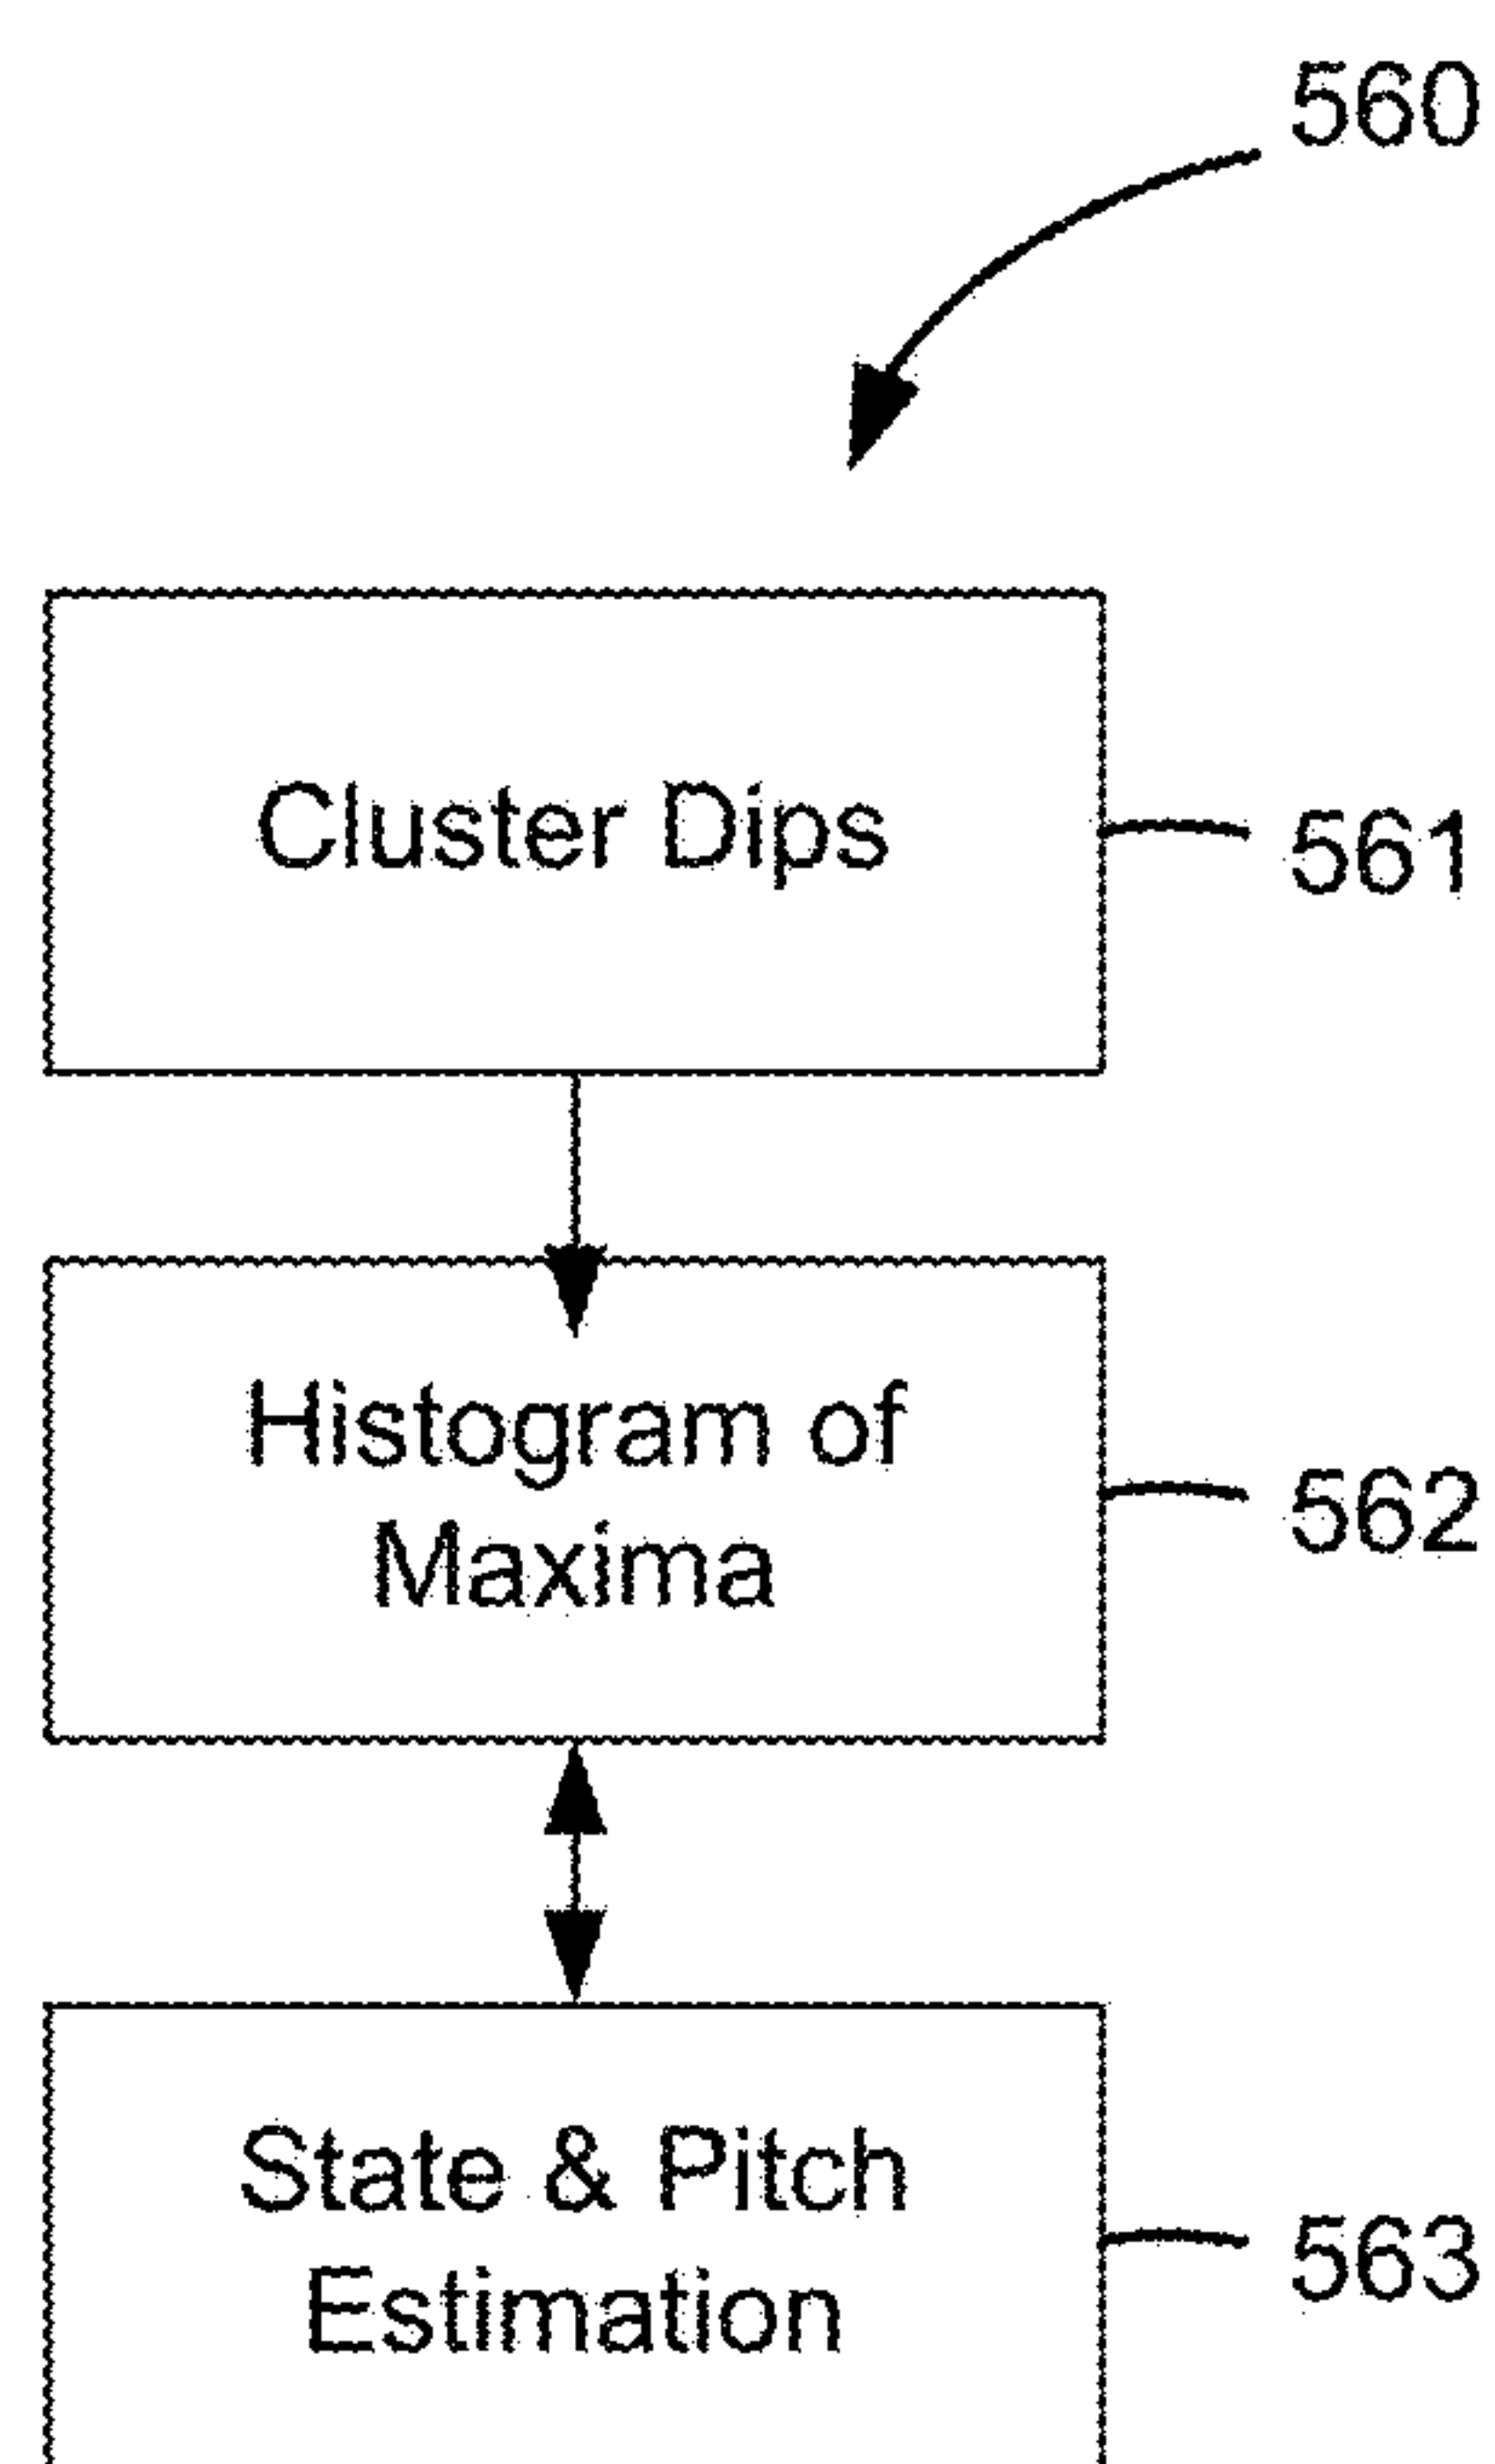 560
Cluster Dips
561
Histogram of
Maxima
562
State & Pitch
Estimation
563